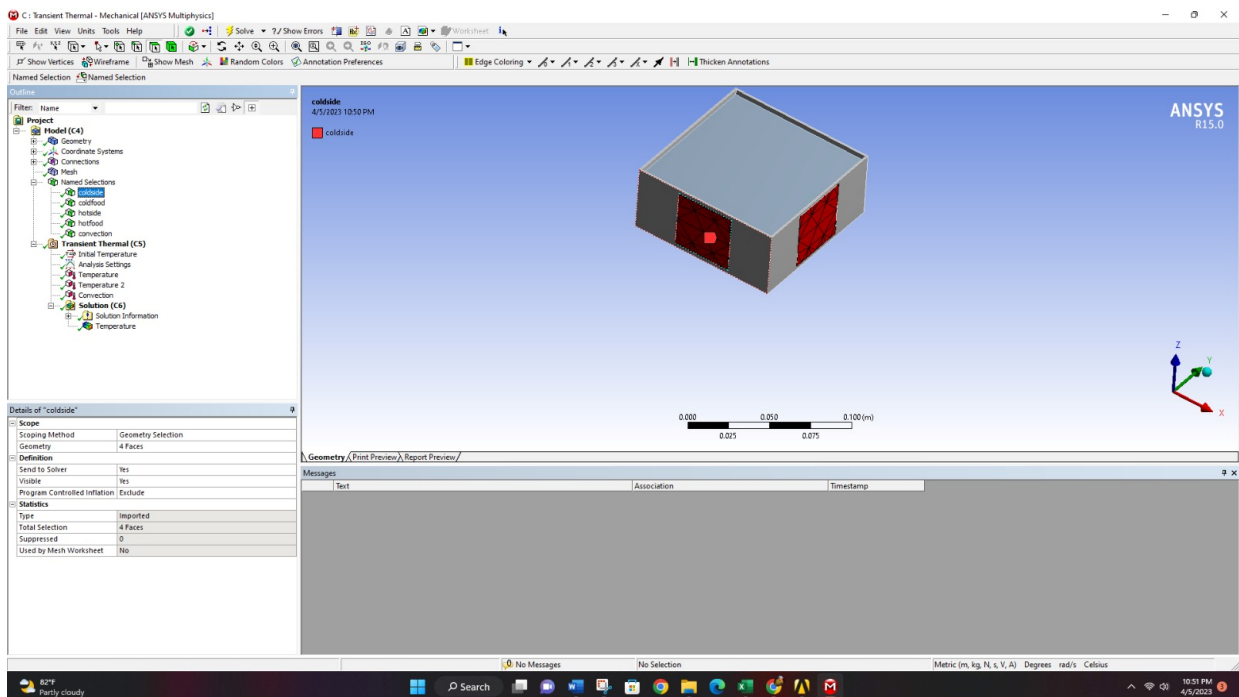 C : Transient Thermal - Mechanical [ANSYS Multiphysics]
File Edit View Units Tools Help Solve ?/ Show Errors Worksheet
Show Vertices Wireframe Show Mesh Random Colors Annotation Preferences Edge Coloring Thicken Annotations
Named Selection Named Selection
Outline
Filter: Name
Project
Model (C4)
Geometry
Coordinate Systems
Connections
Mesh
Named Selections
coldside
coldfood
hotside
hotfood
convection
Transient Thermal (C5)
Initial Temperature
Analysis Settings
Temperature
Temperature 2
Convection
Solution (C6)
Solution Information
Temperature
coldside
4/5/2023 10:50 PM
coldside
ANSYS
R15.0
Z
Y
X
0.000 0.050 0.100 (m)
0.025 0.075
Geometry Print Preview Report Preview
Details of "coldside"
Scope
Scoping Method Geometry Selection
Geometry 4 Faces
Definition
Send to Solver Yes
Visible Yes
Program Controlled Inflation Exclude
Statistics
Type Imported
Total Selection 4 Faces
Suppressed 0
Used by Mesh Worksheet No
Messages
Text Association Timestamp
No Messages No Selection Metric (m, kg, N, s, V, A) Degrees rad/s Celsius
82°F
Partly cloudy
Search
10:51 PM
4/5/2023